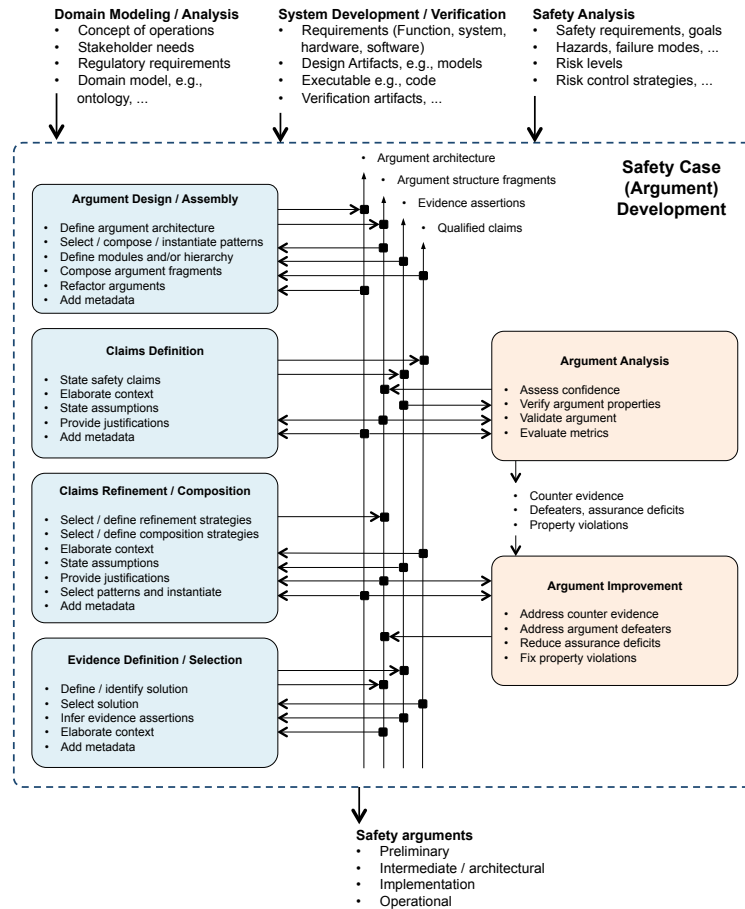 Domain Modeling / Analysis
• Concept of operations
• Stakeholder needs
• Regulatory requirements
• Domain model, e.g.,
ontology, ...
System Development / Verification
• Requirements (Function, system,
hardware, software)
• Design Artifacts, e.g., models
• Executable e.g., code
• Verification artifacts, ...
Safety Analysis
• Safety requirements, goals
• Hazards, failure modes, ...
• Risk levels
• Risk control strategies, ...
Safety Case
(Argument)
Development
• Argument architecture
• Argument structure fragments
• Evidence assertions
• Qualified claims
Argument Design / Assembly
• Define argument architecture
• Select / compose / instantiate patterns
• Define modules and/or hierarchy
• Compose argument fragments
• Refactor arguments
• Add metadata
Claims Definition
• State safety claims
• Elaborate context
• State assumptions
• Provide justifications
• Add metadata
Argument Analysis
• Assess confidence
• Verify argument properties
• Validate argument
• Evaluate metrics
• Counter evidence
• Defeaters, assurance deficits
• Property violations
Claims Refinement / Composition
• Select / define refinement strategies
• Select / define composition strategies
• Elaborate context
• State assumptions
• Provide justifications
• Select patterns and instantiate
• Add metadata
Argument Improvement
• Address counter evidence
• Address argument defeaters
• Reduce assurance deficits
• Fix property violations
Evidence Definition / Selection
• Define / identify solution
• Select solution
• Infer evidence assertions
• Elaborate context
• Add metadata
Safety arguments
• Preliminary
• Intermediate / architectural
• Implementation
• Operational